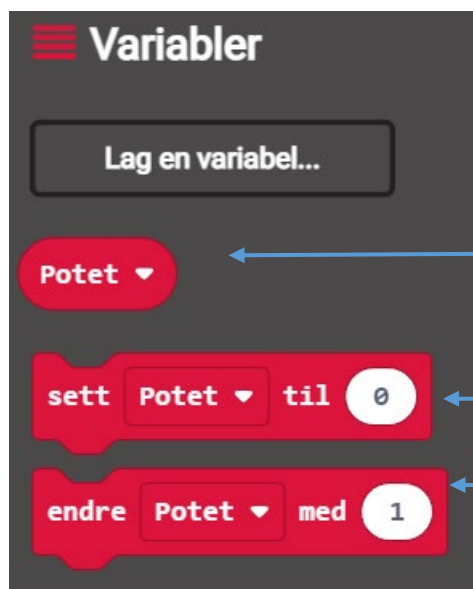 Variabler
Lag en variabel...
Potet
sett Potet til 0
endre Potet med 1